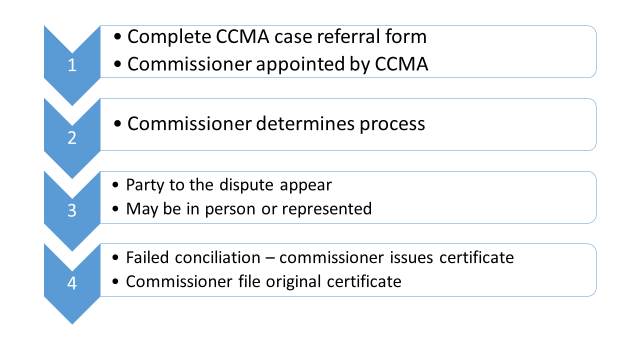 1
• Complete CCMA case referral form
• Commissioner appointed by CCMA
2
• Commissioner determines process
3
• Party to the dispute appear
• May be in person or represented
4
• Failed conciliation – commissioner issues certificate
• Commissioner file original certificate